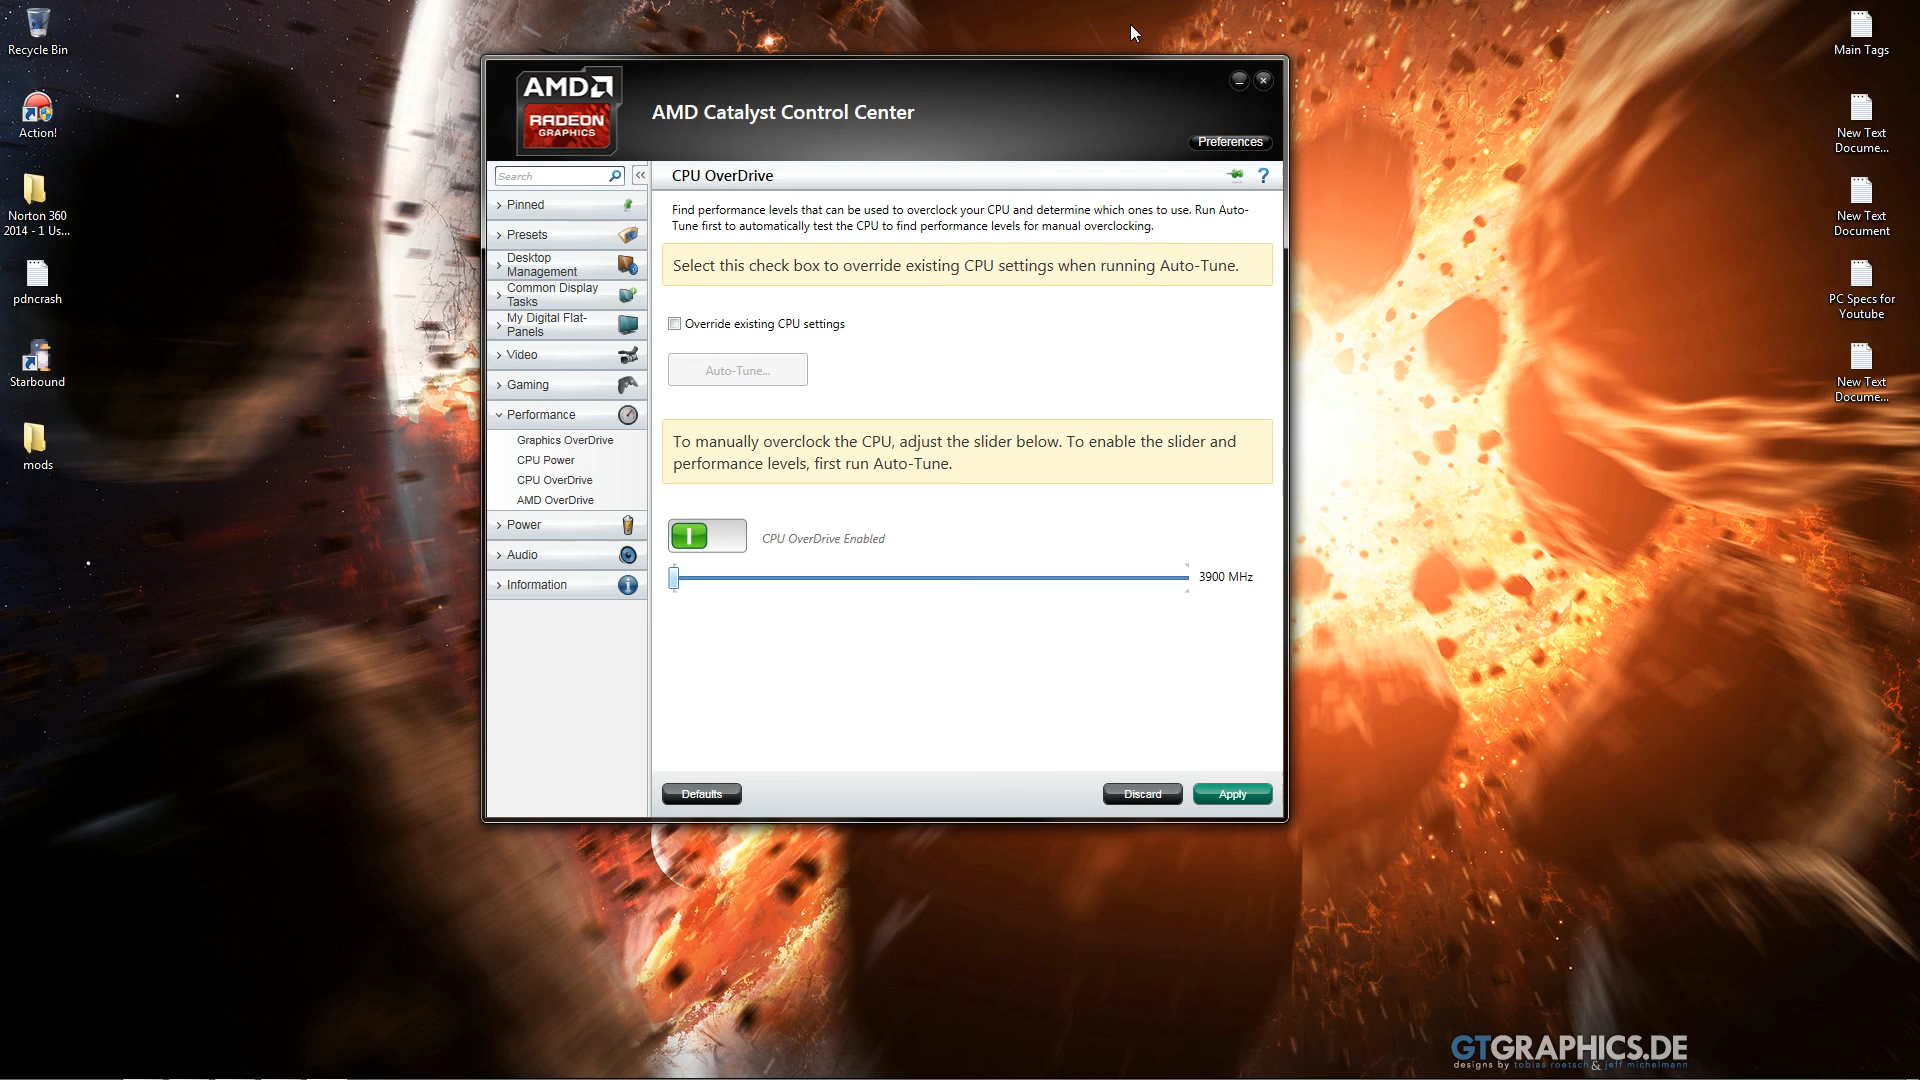 Recycle Bin
Action!
Norton 360
2014 - 1 Us...
pdncrash
Starbound
mods
AMD
RADEON
GRAPHICS
AMD Catalyst Control Center
Preferences
Search
CPU OverDrive
?
Pinned
Presets
Desktop
Management
Common Display
Tasks
My Digital Flat-
Panels
Video
Gaming
Performance
Graphics OverDrive
CPU Power
CPU OverDrive
AMD OverDrive
Power
Audio
Information
Find performance levels that can be used to overclock your CPU and determine which ones to use. Run Auto-
Tune first to automatically test the CPU to find performance levels for manual overclocking.
Select this check box to override existing CPU settings when running Auto-Tune.
Override existing CPU settings
Auto-Tune...
To manually overclock the CPU, adjust the slider below. To enable the slider and
performance levels, first run Auto-Tune.
CPU OverDrive Enabled
3900 MHz
Defaults
Discard
Apply
Main Tags
New Text
Docume...
New Text
Document
PC Specs for
Youtube
New Text
Docume...
GTGRAPHICS.DE
designs by tobias roetsch & jeff michelmann